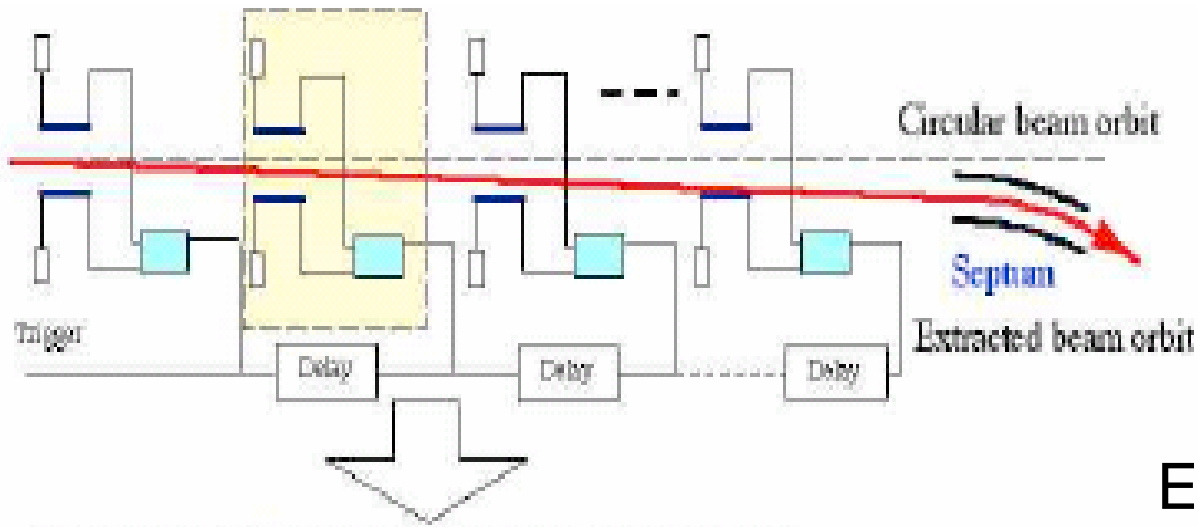 Circular beam orbit
Septum
Trigger
Extracted beam orbit
Delay
Delay
Delay
E